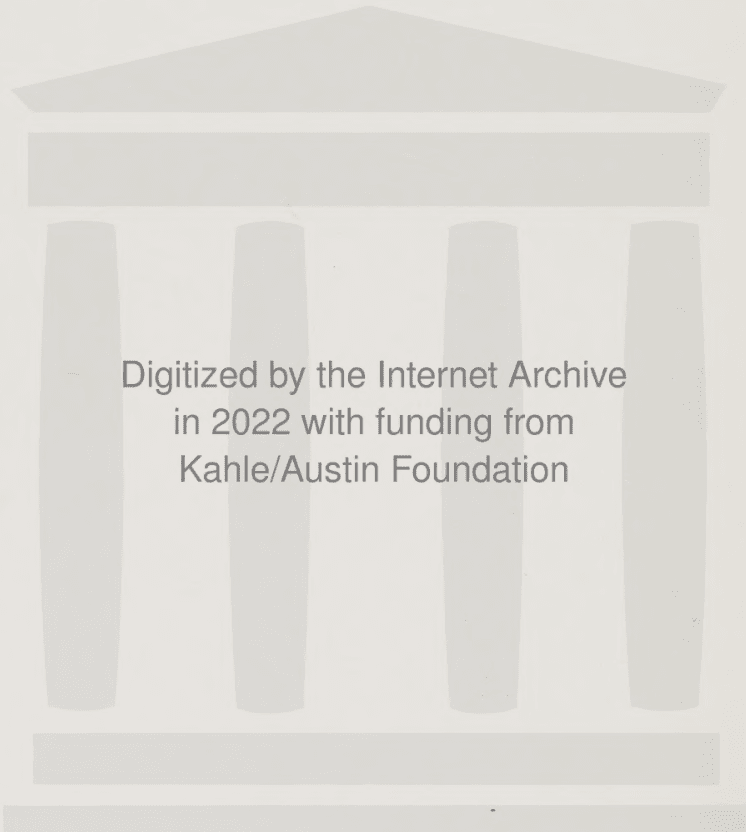 Digitized by the Internet Archive
in 2022 with funding from
Kahle/Austin Foundation